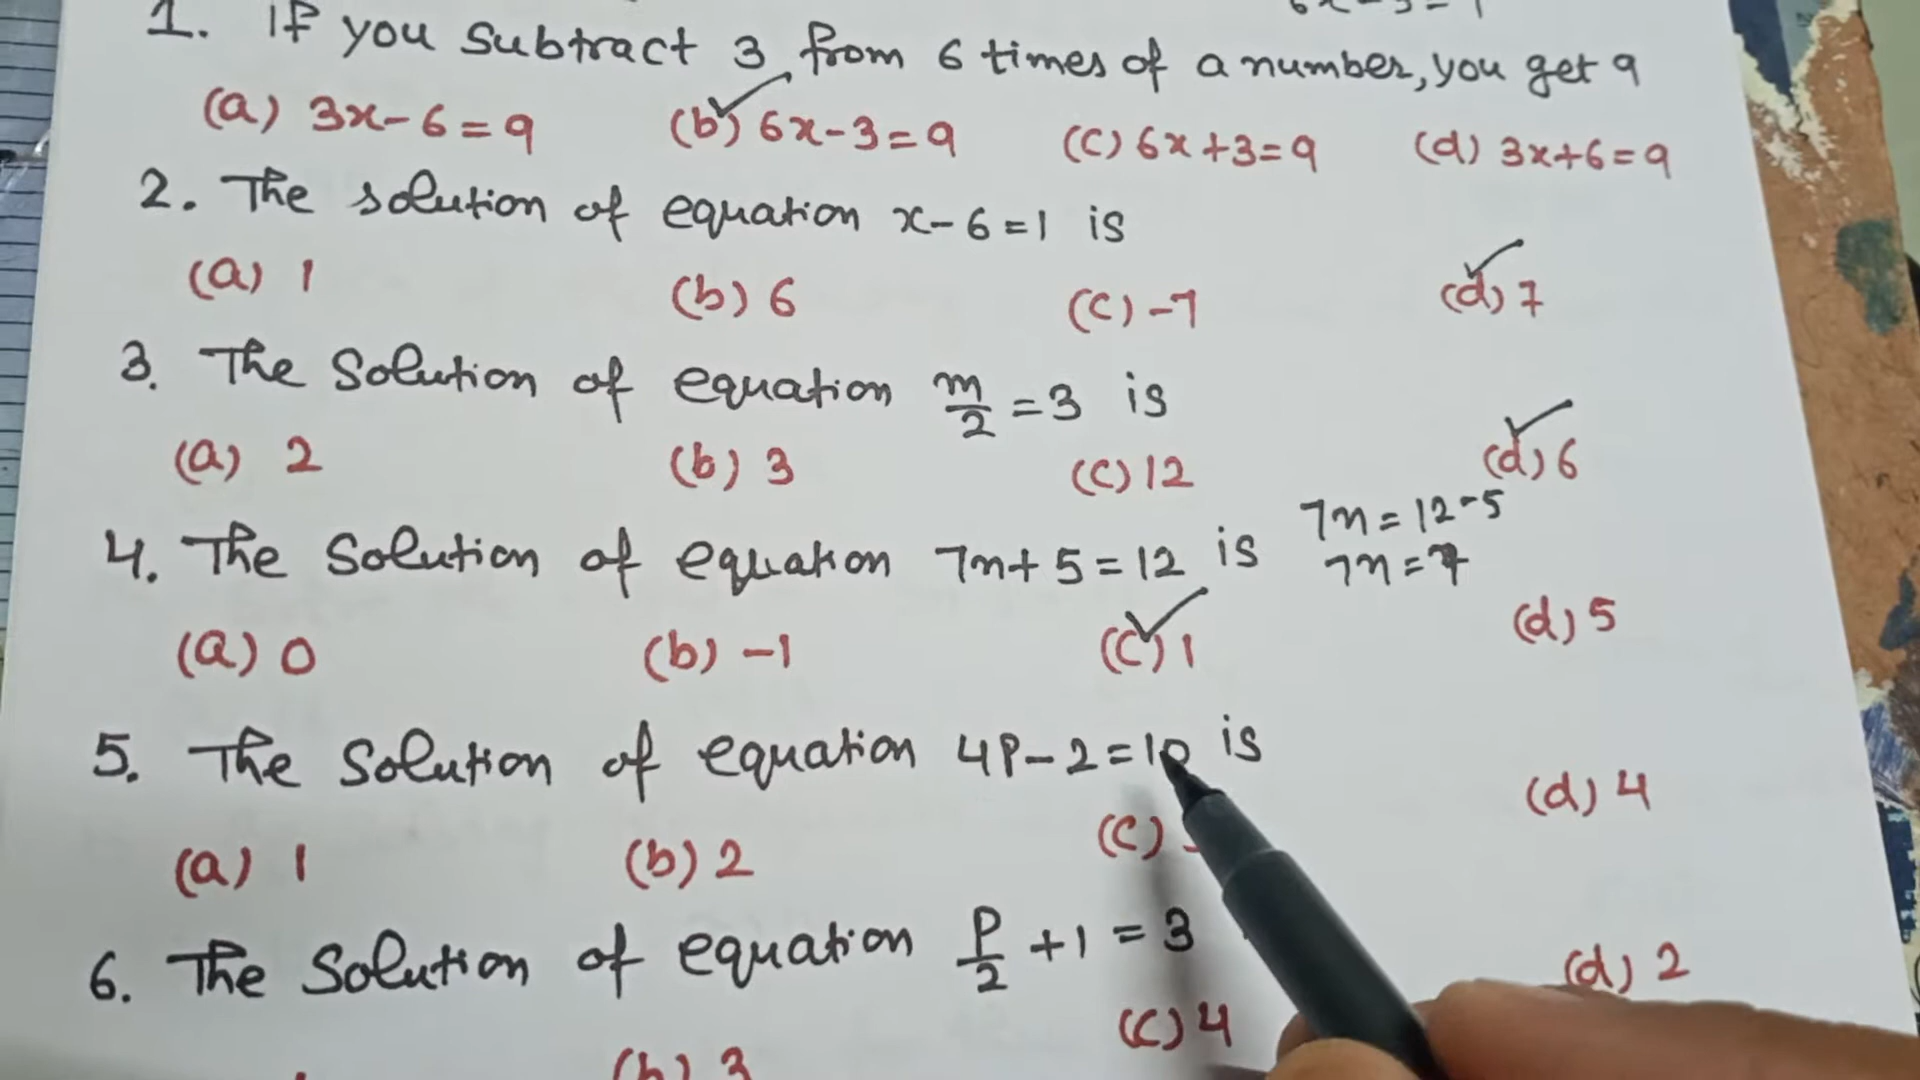 1. If you subtract 3 from 6 times of a number, you get 9
(a) 3x-6=9 (b) 6x-3=9 (c) 6x+3=9 (d) 3x+6=9
2. The solution of equation x-6=1 is
(a) 1 (b) 6 (c) -7 (d) 7
3. The solution of equation m/2 = 3 is
(a) 2 (b) 3 (c) 12 (d) 6
7n=12-5
4. The solution of equation 7n+5=12 is 7n=7
(a) 0 (b) -1 (c) 1 (d) 5
5. The solution of equation 4P-2=10 is
(a) 1 (b) 2 (c) (d) 4
6. The solution of equation P/2 +1 = 3
(b) 3 (c) 4 (d) 2